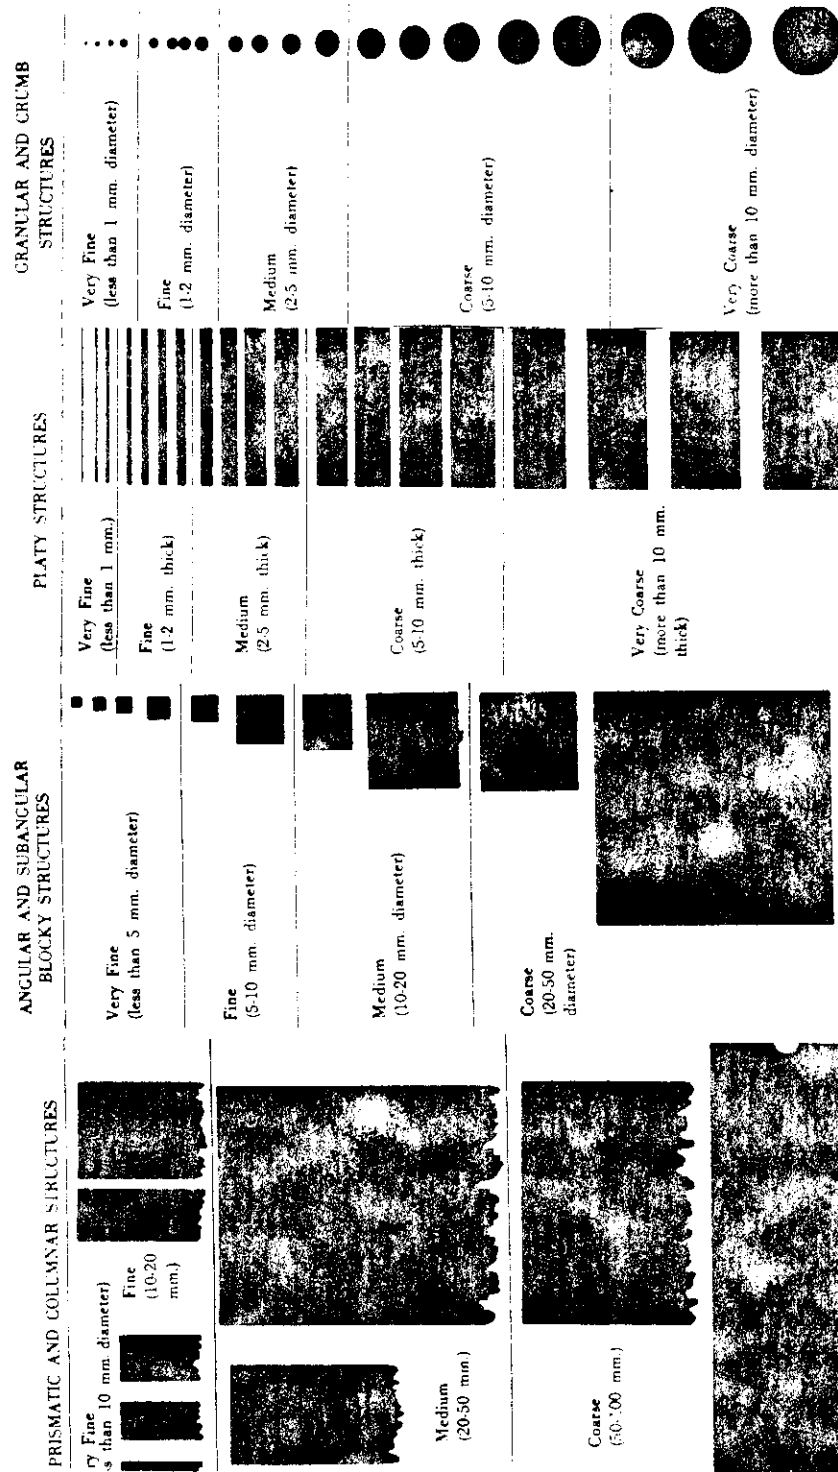 GRANULAR AND CRUMB
STRUCTURES
Very Fine
(less than 1 mm. diameter)
Fine
(1-2 mm. diameter)
Medium
(2-5 mm. diameter)
Coarse
(5-10 mm. diameter)
Very Coarse
(more than 10 mm. diameter)
PLATY STRUCTURES
Very Fine
(less than 1 mm.)
Fine
(1-2 mm. thick)
Medium
(2-5 mm. thick)
Coarse
(5-10 mm. thick)
Very Coarse
(more than 10 mm.
thick)
ANGULAR AND SUBANGULAR
BLOCKY STRUCTURES
Very Fine
(less than 5 mm. diameter)
Fine
(5-10 mm. diameter)
Medium
(10-20 mm. diameter)
Coarse
(20-50 mm.
diameter)
PRISMATIC AND COLUMNAR STRUCTURES
ry Fine
s than 10 mm. diameter)
Fine
(10-20
mm.)
Medium
(20-50 mm.)
Coarse
(50-100 mm.)